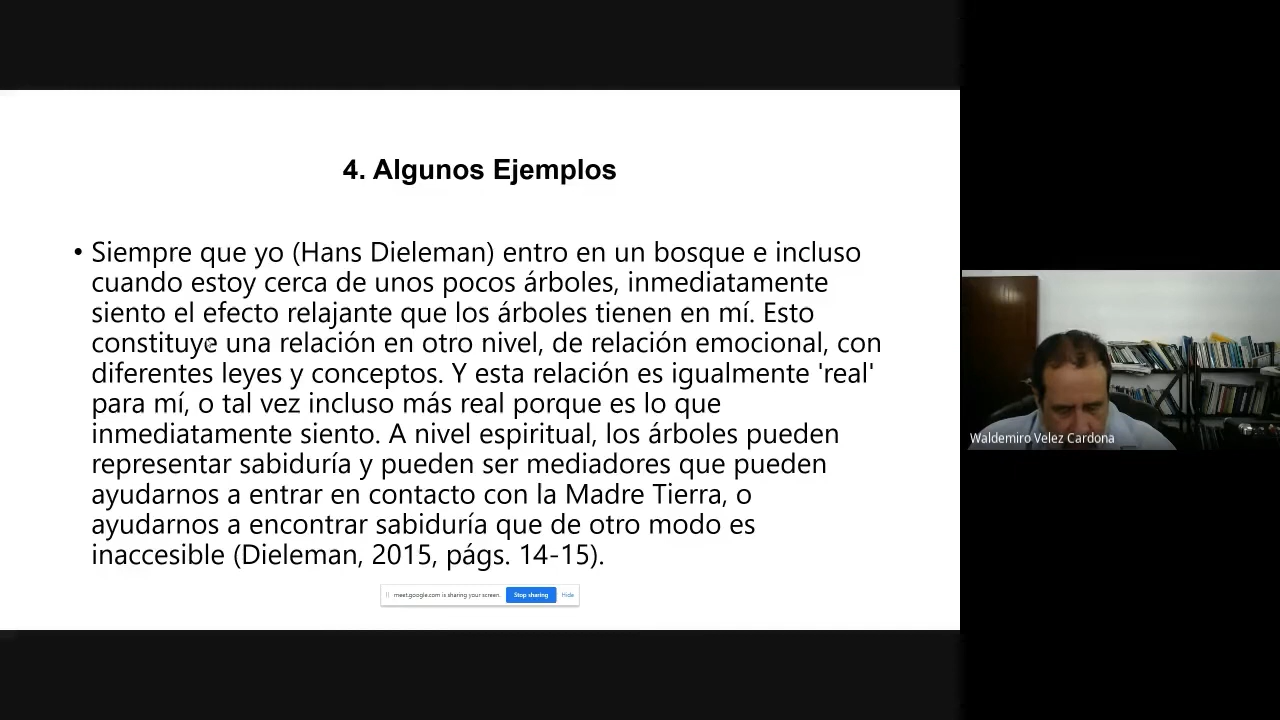 4. Algunos Ejemplos
• Siempre que yo (Hans Dieleman) entro en un bosque e incluso
cuando estoy cerca de unos pocos árboles, inmediatamente
siento el efecto relajante que los árboles tienen en mí. Esto
constituye una relación en otro nivel, de relación emocional, con
diferentes leyes y conceptos. Y esta relación es igualmente 'real'
para mí, o tal vez incluso más real porque es lo que
inmediatamente siento. A nivel espiritual, los árboles pueden
representar sabiduría y pueden ser mediadores que pueden
ayudarnos a entrar en contacto con la Madre Tierra, o
ayudarnos a encontrar sabiduría que de otro modo es
inaccesible (Dieleman, 2015, págs. 14-15).
meet.google.com is sharing your screen. Stop sharing Hide
Waldemiro Velez Cardona